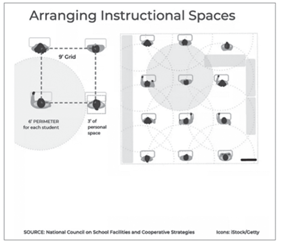 Arranging Instructional Spaces
9' Grid
6' PERIMETER
for each student
3' of
personal
space
SOURCE: National Council on School Facilities and Cooperative Strategies
Icons: iStock/Getty